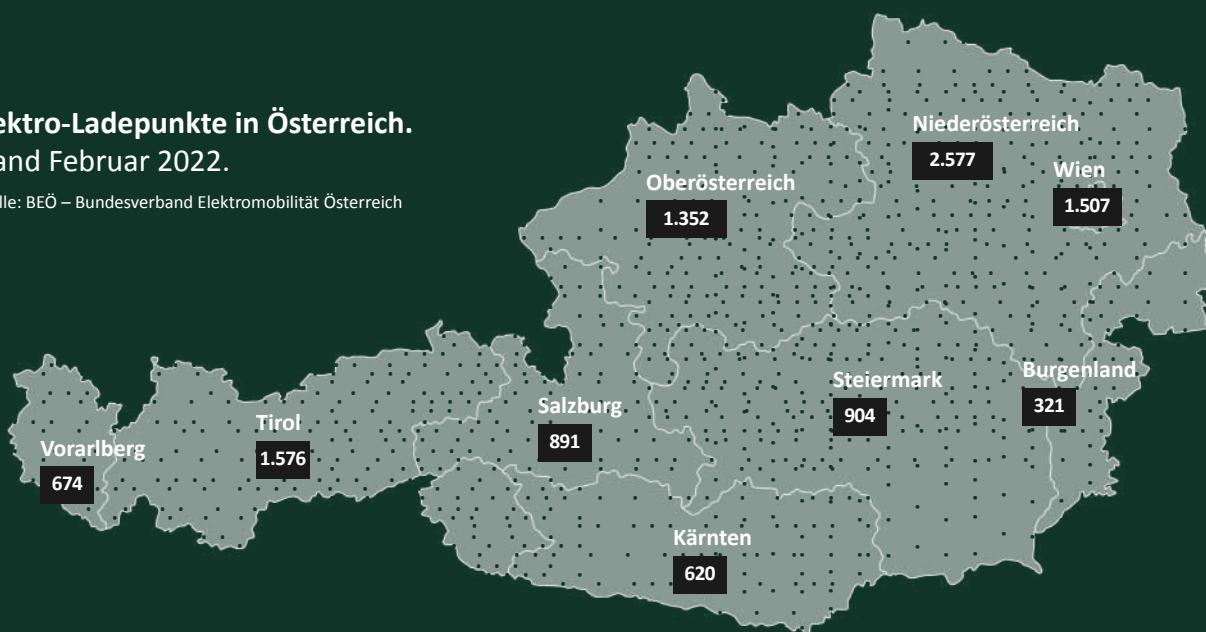 ektro-Ladepunkte in Österreich.
and Februar 2022.
lle: BEÖ – Bundesverband Elektromobilität Österreich
Niederösterreich
2.577
Wien
1.507
Oberösterreich
1.352
Steiermark
904
Burgenland
321
Salzburg
891
Tirol
1.576
Vorarlberg
674
Kärnten
620